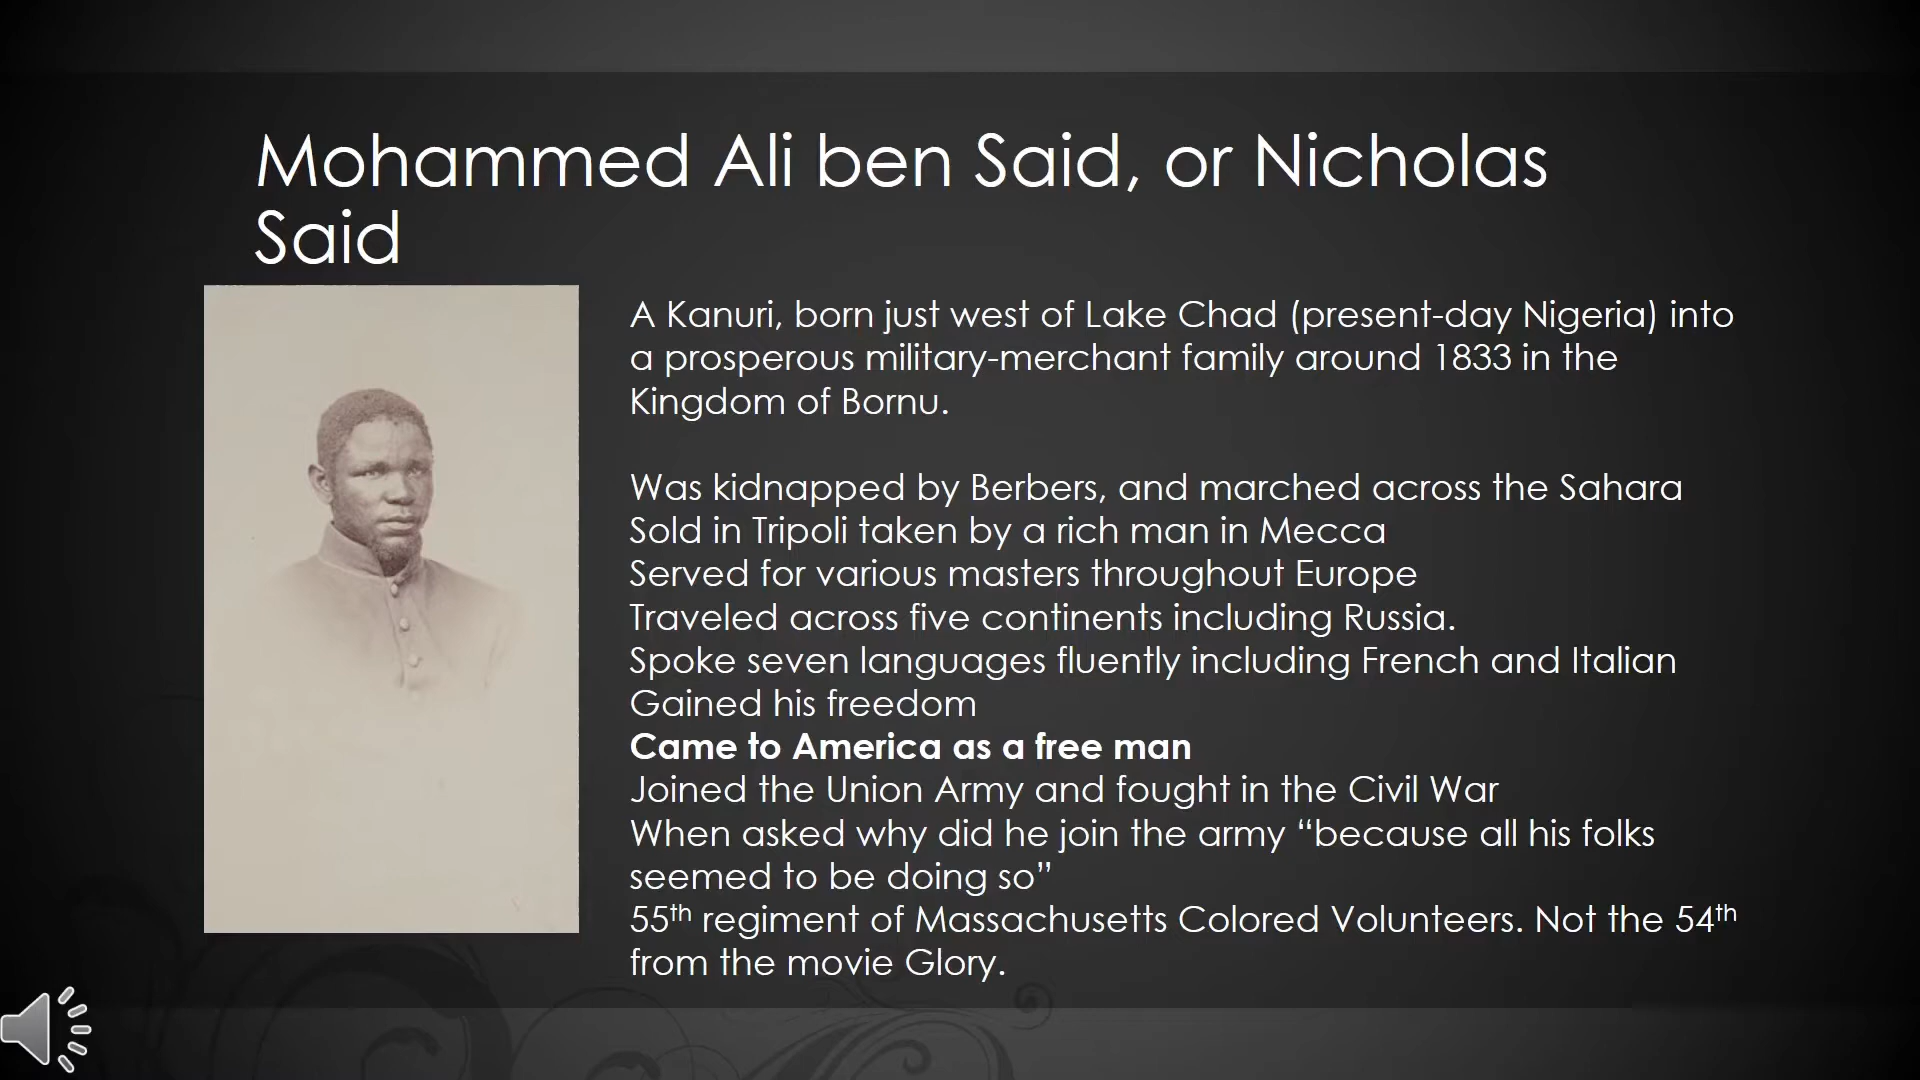 Mohammed Ali ben Said, or Nicholas
Said
A Kanuri, born just west of Lake Chad (present-day Nigeria) into
a prosperous military-merchant family around 1833 in the
Kingdom of Bornu.
Was kidnapped by Berbers, and marched across the Sahara
Sold in Tripoli taken by a rich man in Mecca
Served for various masters throughout Europe
Traveled across five continents including Russia.
Spoke seven languages fluently including French and Italian
Gained his freedom
Came to America as a free man
Joined the Union Army and fought in the Civil War
When asked why did he join the army “because all his folks
seemed to be doing so”
55th regiment of Massachusetts Colored Volunteers. Not the 54th
from the movie Glory.